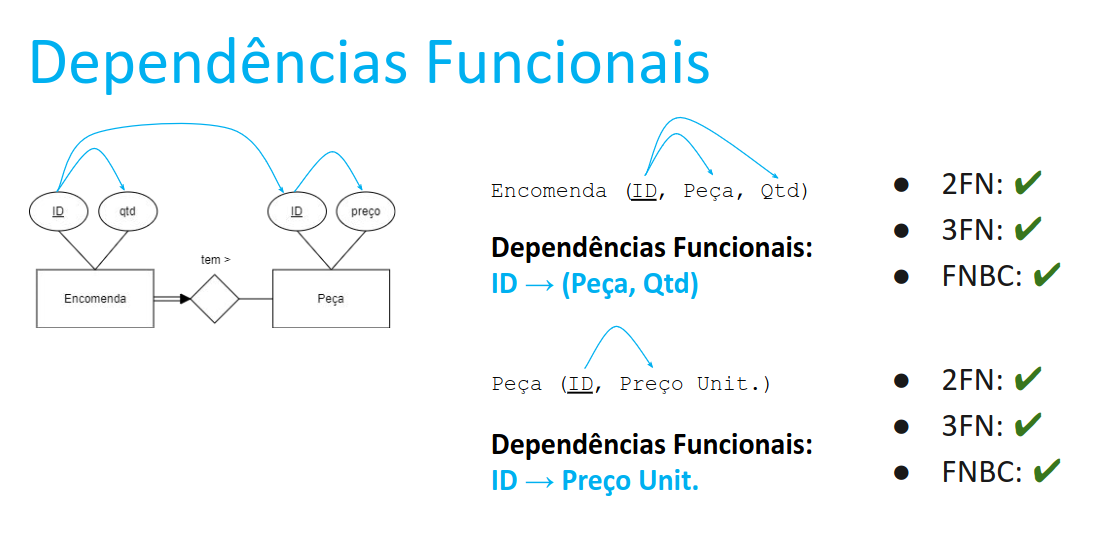 Dependências Funcionais
ID
qtd
ID
preço
tem >
Encomenda
Peça
Encomenda (ID, Peça, Qtd)
Dependências Funcionais:
ID → (Peça, Qtd)
● 2FN: ✔
● 3FN: ✔
● FNBC: ✔
Peça (ID, Preço Unit.)
Dependências Funcionais:
ID → Preço Unit.
● 2FN: ✔
● 3FN: ✔
● FNBC: ✔